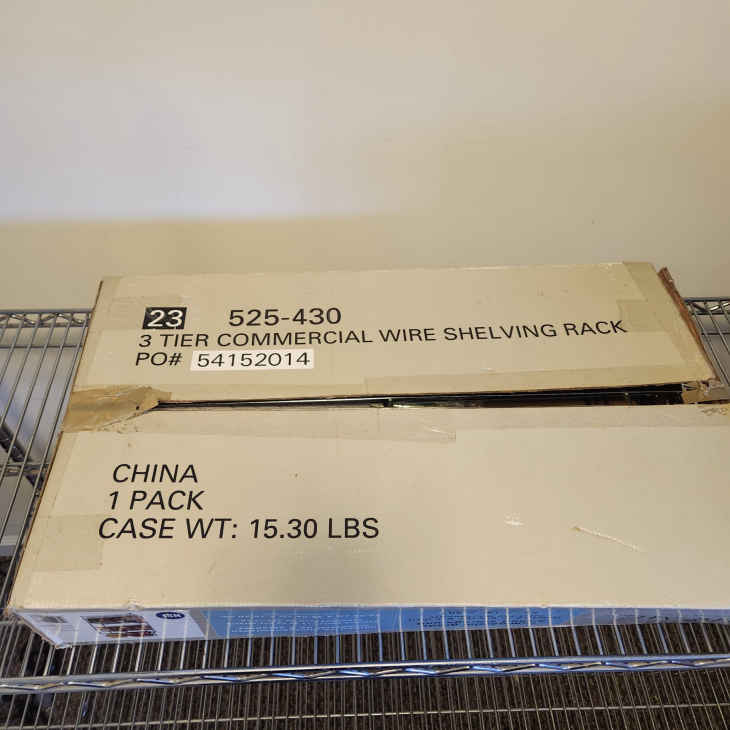 23 525-430
3 TIER COMMERCIAL WIRE SHELVING RACK
PO# 54152014
CHINA
1 PACK
CASE WT: 15.30 LBS